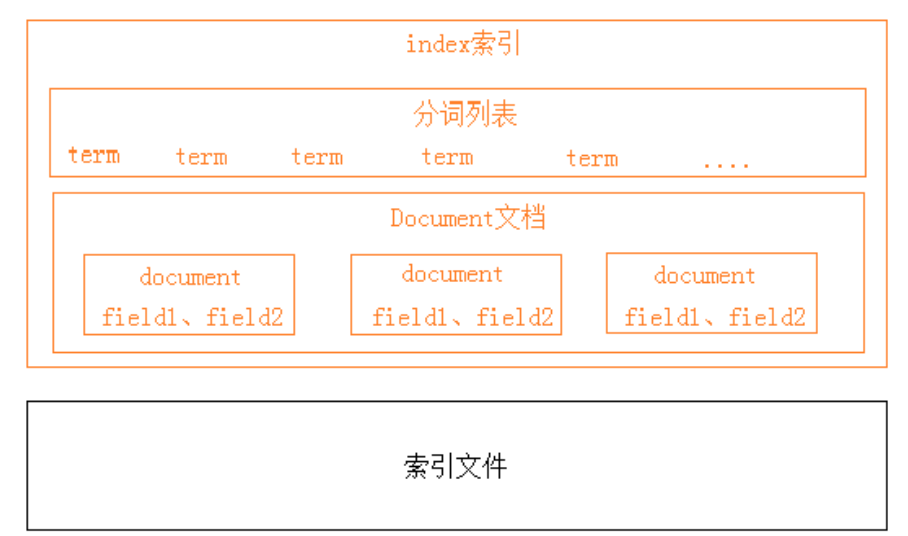 index索引
分词列表
term term term term term ....
Document文档
document document document
field1、field2 field1、field2 field1、field2
索引文件